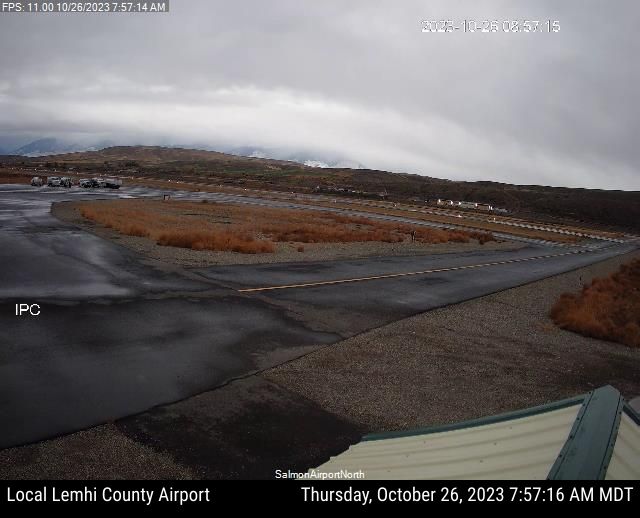 FPS: 11.00 10/26/2023 7:57:14 AM
2023-10-26 08:57:15
IPC
SalmonAirportNorth
Local Lemhi County Airport Thursday, October 26, 2023 7:57:16 AM MDT